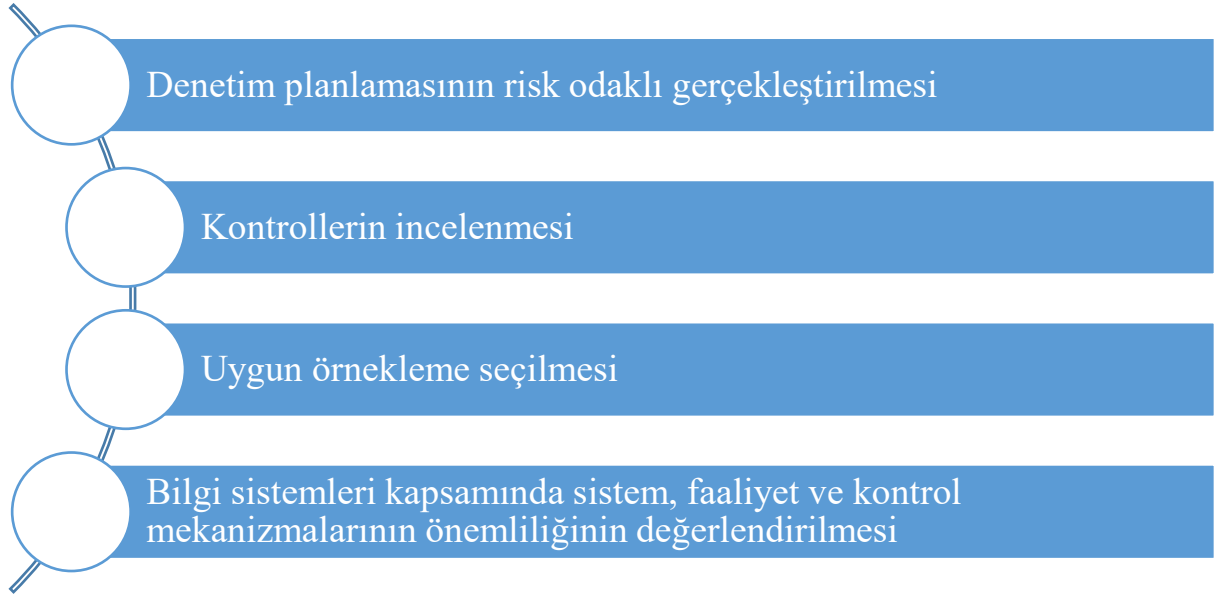 Denetim planlamasının risk odaklı gerçekleştirilmesi
Kontrollerin incelenmesi
Uygun örnekleme seçilmesi
Bilgi sistemleri kapsamında sistem, faaliyet ve kontrol
mekanizmalarının önemliliğinin değerlendirilmesi